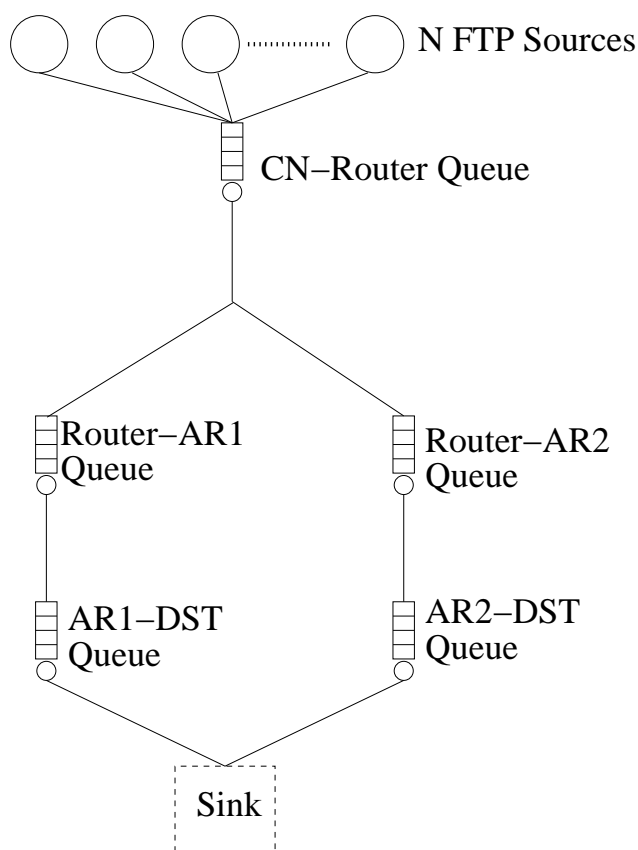 N FTP Sources
CN–Router Queue
Router–AR1
Queue
Router–AR2
Queue
AR1–DST
Queue
AR2–DST
Queue
Sink